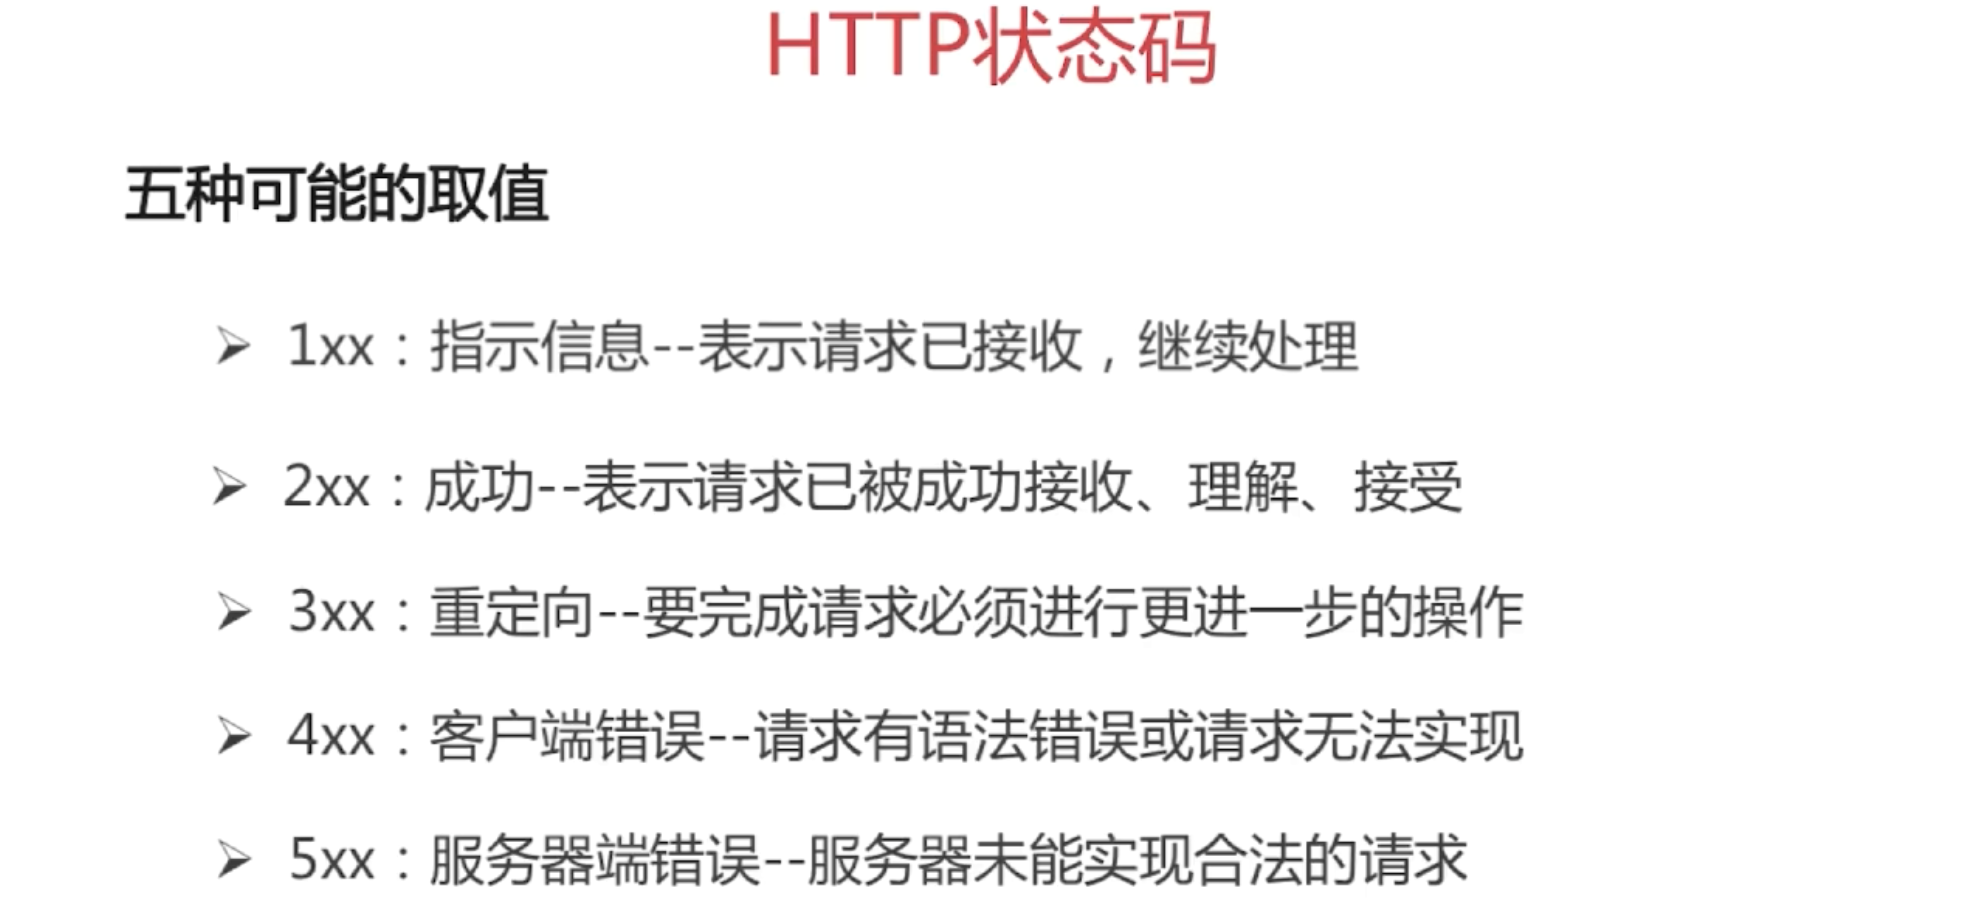 HTTP状态码
五种可能的取值
➢ 1xx：指示信息--表示请求已接收，继续处理
➢ 2xx：成功--表示请求已被成功接收、理解、接受
➢ 3xx：重定向--要完成请求必须进行更进一步的操作
➢ 4xx：客户端错误--请求有语法错误或请求无法实现
➢ 5xx：服务器端错误--服务器未能实现合法的请求